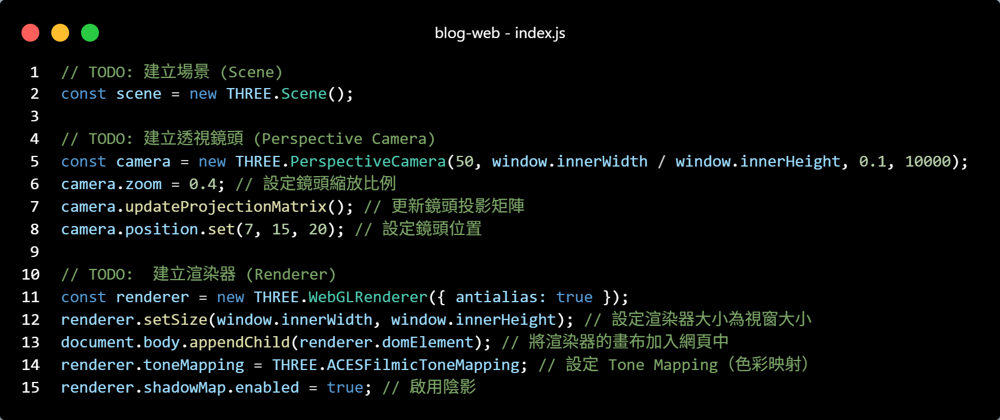 blog-web - index.js
1 // TODO: 建立場景 (Scene)
2 const scene = new THREE.Scene();
3
4 // TODO: 建立透視鏡頭 (Perspective Camera)
5 const camera = new THREE.PerspectiveCamera(50, window.innerWidth / window.innerHeight, 0.1, 10000);
6 camera.zoom = 0.4; // 設定鏡頭縮放比例
7 camera.updateProjectionMatrix(); // 更新鏡頭投影矩陣
8 camera.position.set(7, 15, 20); // 設定鏡頭位置
9
10 // TODO:  建立渲染器 (Renderer)
11 const renderer = new THREE.WebGLRenderer({ antialias: true });
12 renderer.setSize(window.innerWidth, window.innerHeight); // 設定渲染器大小為視窗大小
13 document.body.appendChild(renderer.domElement); // 將渲染器的畫布加入網頁中
14 renderer.toneMapping = THREE.ACESFilmicToneMapping; // 設定 Tone Mapping（色彩映射）
15 renderer.shadowMap.enabled = true; // 啟用陰影